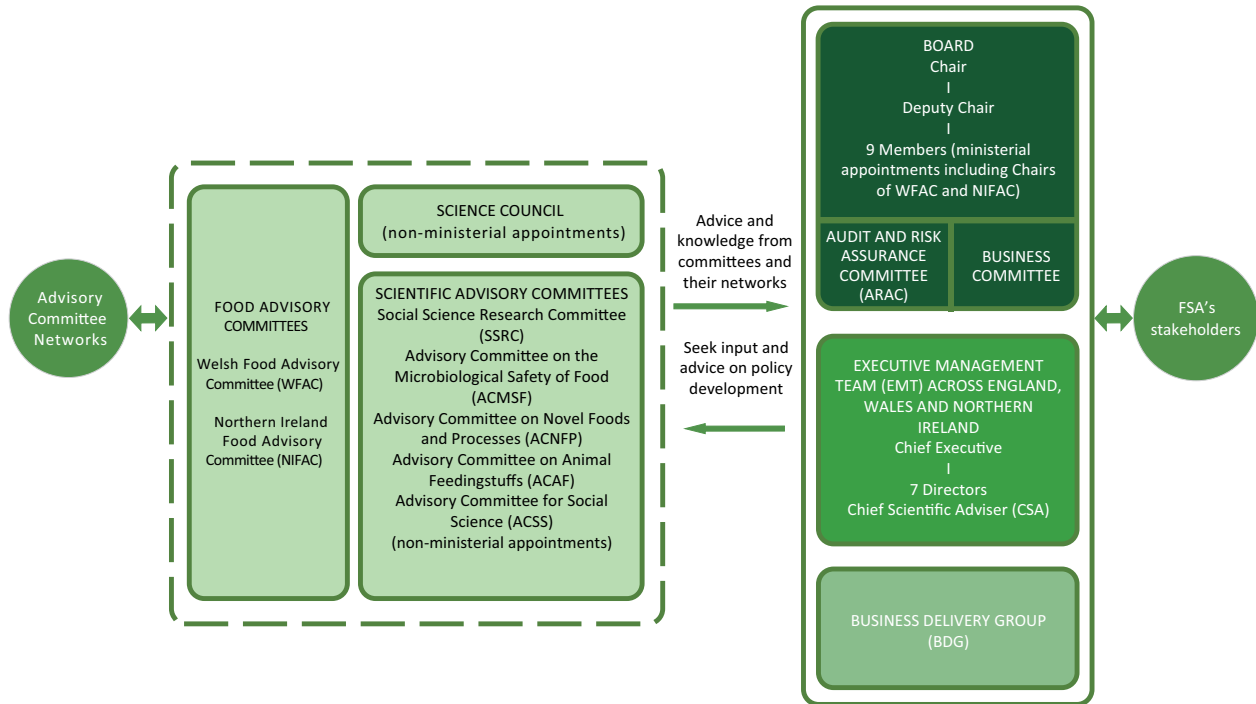 Advisory
Committee
Networks
FOOD ADVISORY
COMMITTEES
Welsh Food Advisory
Committee (WFAC)
Northern Ireland
Food Advisory
Committee (NIFAC)
SCIENCE COUNCIL
(non-ministerial appointments)
SCIENTIFIC ADVISORY COMMITTEES
Social Science Research Committee
(SSRC)
Advisory Committee on the
Microbiological Safety of Food
(ACMSF)
Advisory Committee on Novel Foods
and Processes (ACNFP)
Advisory Committee on Animal
Feedingstuffs (ACAF)
Advisory Committee for Social
Science (ACSS)
(non-ministerial appointments)
Advice and
knowledge from
committees and
their networks
Seek input and
advice on policy
development
BOARD
Chair
I
Deputy Chair
I
9 Members (ministerial
appointments including Chairs
of WFAC and NIFAC)
AUDIT AND RISK
ASSURANCE
COMMITTEE
(ARAC)
BUSINESS
COMMITTEE
EXECUTIVE MANAGEMENT
TEAM (EMT) ACROSS ENGLAND,
WALES AND NORTHERN
IRELAND
Chief Executive
I
7 Directors
Chief Scientific Adviser (CSA)
BUSINESS DELIVERY GROUP
(BDG)
FSA's
stakeholders